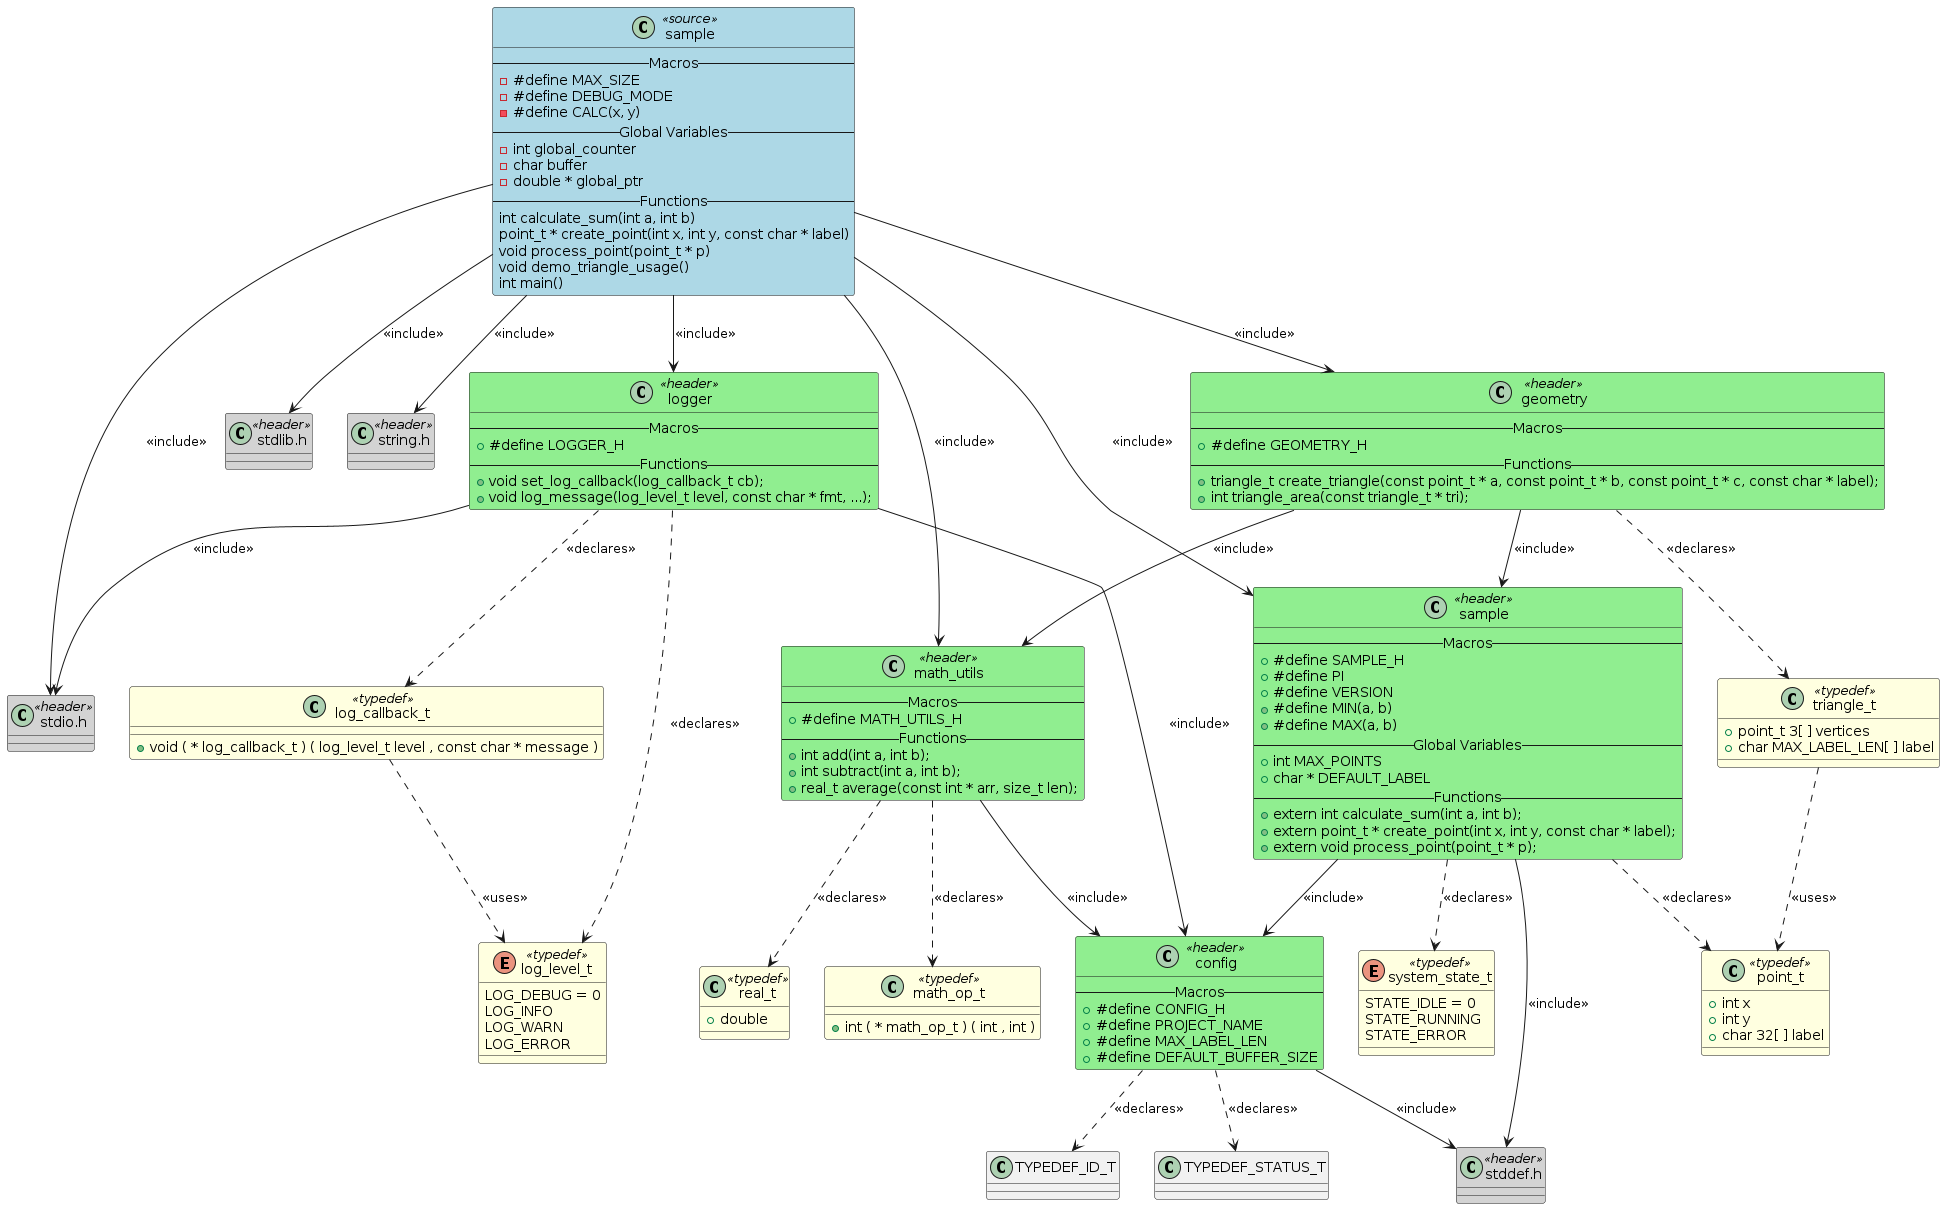 «source»
C
sample
Macros
#define MAX_SIZE
#define DEBUG_MODE
#define CALC(x, y)
Global Variables
int global_counter
char buffer
double * global_ptr
Functions
int calculate_sum(int a, int b)
point_t * create_point(int x, int y, const char * label)
void process_point(point_t * p)
void demo_triangle_usage()
int main()
«include»
«include»
«include»
«include»
«header»
C
stdlib.h
«header»
C
string.h
«header»
C
logger
Macros
#define LOGGER_H
Functions
void set_log_callback(log_callback_t cb);
void log_message(log_level_t level, const char * fmt, ...);
«header»
C
geometry
Macros
#define GEOMETRY_H
Functions
triangle_t create_triangle(const point_t * a, const point_t * b, const point_t * c, const char * label);
int triangle_area(const triangle_t * tri);
«include»
«include»
«include»
«include»
«declares»
«include»
«include»
«declares»
«header»
C
sample
Macros
#define SAMPLE_H
#define PI
#define VERSION
#define MIN(a, b)
#define MAX(a, b)
Global Variables
int MAX_POINTS
char * DEFAULT_LABEL
Functions
extern int calculate_sum(int a, int b);
extern point_t * create_point(int x, int y, const char * label);
extern void process_point(point_t * p);
«header»
C
math_utils
Macros
#define MATH_UTILS_H
Functions
int add(int a, int b);
int subtract(int a, int b);
real_t average(const int * arr, size_t len);
«header»
C
stdio.h
«typedef»
C
log_callback_t
void ( * log_callback_t ) ( log_level_t level , const char * message )
«typedef»
C
triangle_t
point_t 3[ ] vertices
char MAX_LABEL_LEN[ ] label
«declares»
«include»
«uses»
«declares»
«declares»
«include»
«include»
«declares»
«declares»
«uses»
«typedef»
E
log_level_t
LOG_DEBUG = 0
LOG_INFO
LOG_WARN
LOG_ERROR
«typedef»
C
real_t
double
«typedef»
C
math_op_t
int ( * math_op_t ) ( int , int )
«header»
C
config
Macros
#define CONFIG_H
#define PROJECT_NAME
#define MAX_LABEL_LEN
#define DEFAULT_BUFFER_SIZE
«typedef»
E
system_state_t
STATE_IDLE = 0
STATE_RUNNING
STATE_ERROR
«include»
«typedef»
C
point_t
int x
int y
char 32[ ] label
«declares»
«declares»
«include»
C
TYPEDEF_ID_T
C
TYPEDEF_STATUS_T
«header»
C
stddef.h